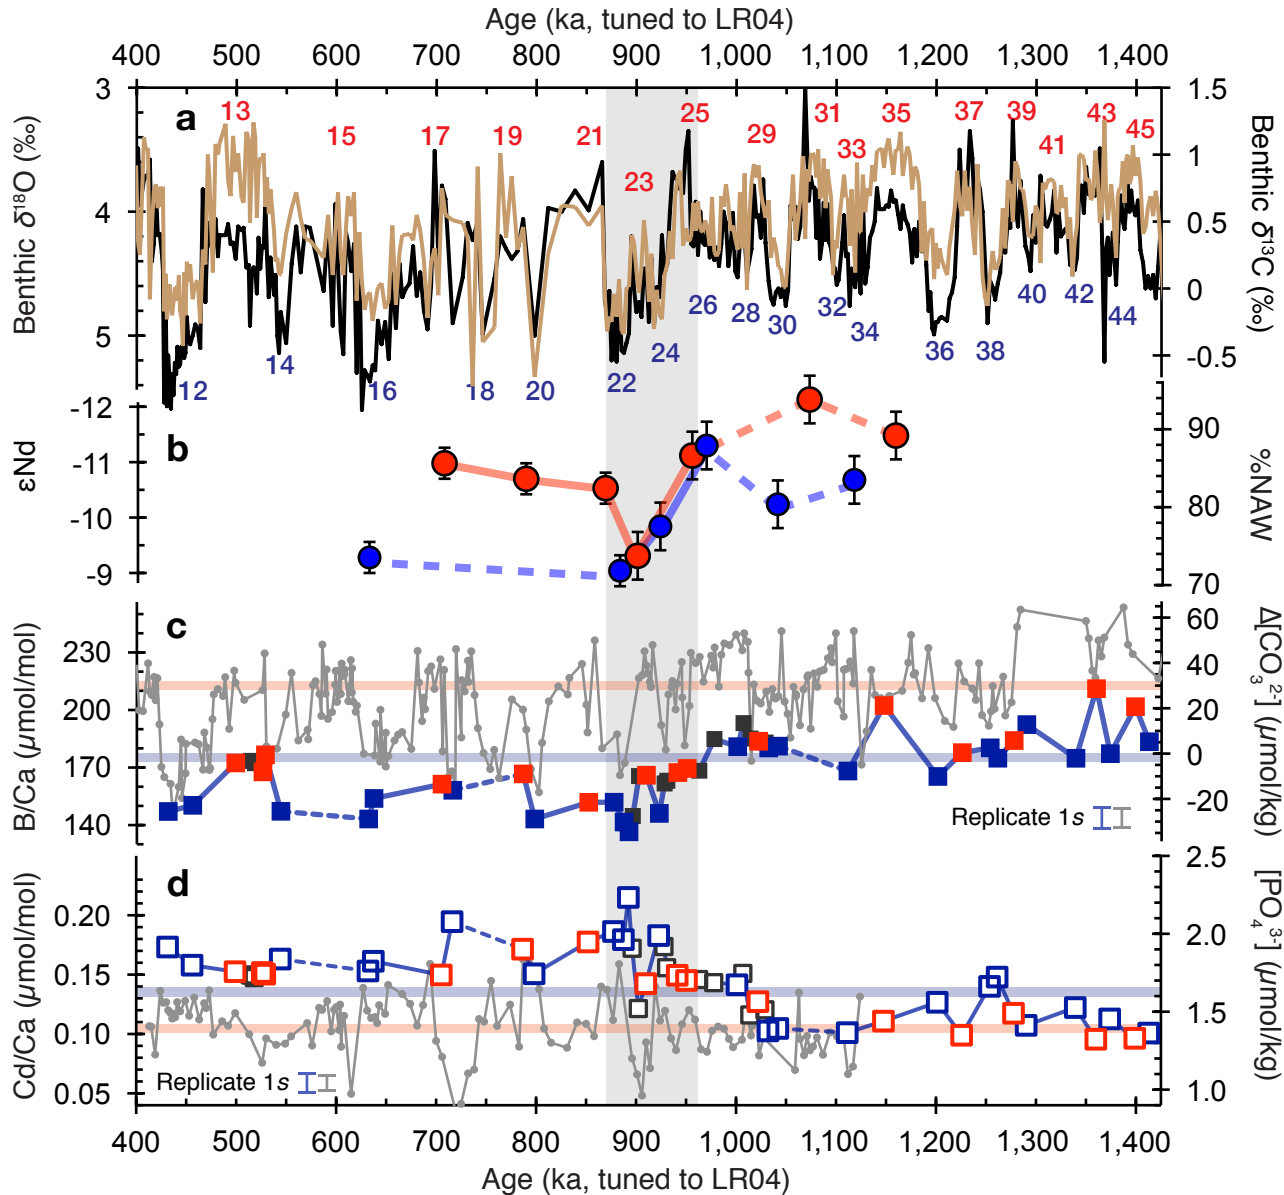 Age (ka, tuned to LR04)
400 500 600 700 800 900 1,000 1,100 1,200 1,300 1,400
a
Benthic δ¹⁸O (‰)
3
4
5
Benthic δ¹³C (‰)
1.5
1
0.5
0
-0.5
13 15 17 19 21 23 25 29 31 33 35 37 39 41 43 45
12 14 16 18 20 22 24 26 28 30 32 34 36 38 40 42 44
b
εNd
-12
-11
-10
-9
%NAW
90
80
70
c
B/Ca (μmol/mol)
230
200
170
140
Δ[CO₃²⁻] (μmol/kg)
60
40
20
0
-20
Replicate 1s
d
Cd/Ca (μmol/mol)
0.20
0.15
0.10
0.05
[PO₄³⁻] (μmol/kg)
2.5
2.0
1.5
1.0
Replicate 1s
400 500 600 700 800 900 1,000 1,100 1,200 1,300 1,400
Age (ka, tuned to LR04)